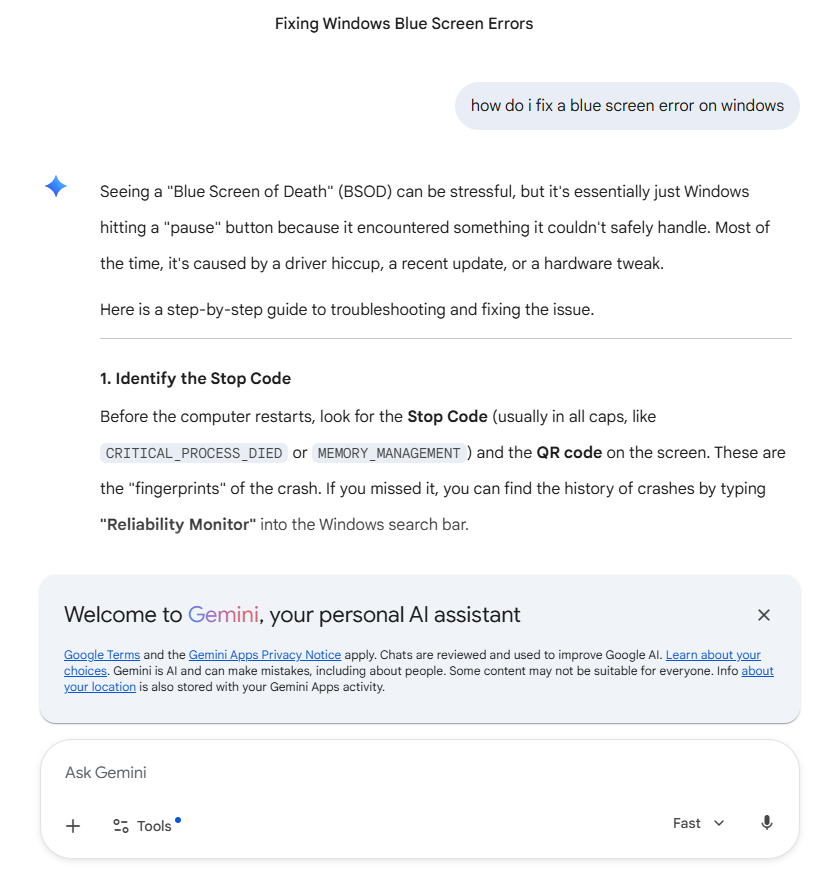 Fixing Windows Blue Screen Errors
how do i fix a blue screen error on windows
Seeing a "Blue Screen of Death" (BSOD) can be stressful, but it's essentially just Windows
hitting a "pause" button because it encountered something it couldn't safely handle. Most of
the time, it's caused by a driver hiccup, a recent update, or a hardware tweak.
Here is a step-by-step guide to troubleshooting and fixing the issue.
1. Identify the Stop Code
Before the computer restarts, look for the Stop Code (usually in all caps, like
CRITICAL_PROCESS_DIED or MEMORY_MANAGEMENT) and the QR code on the screen. These are
the "fingerprints" of the crash. If you missed it, you can find the history of crashes by typing
"Reliability Monitor" into the Windows search bar.
Welcome to Gemini, your personal AI assistant
Google Terms and the Gemini Apps Privacy Notice apply. Chats are reviewed and used to improve Google AI. Learn about your
choices. Gemini is AI and can make mistakes, including about people. Some content may not be suitable for everyone. Info about
your location is also stored with your Gemini Apps activity.
Ask Gemini
Tools
Fast